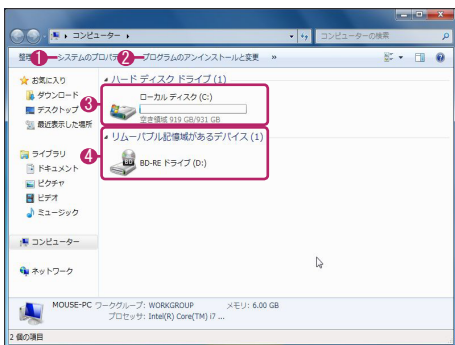 コンピューター
コンピューターの検索
整理
1
システムのプロパティ
2
プログラムのアンインストールと変更 »
お気に入り
ダウンロード
デスクトップ
最近表示した場所
ライブラリ
ドキュメント
ピクチャ
ビデオ
ミュージック
コンピューター
ネットワーク
ハード ディスク ドライブ (1)
3
ローカル ディスク (C:)
空き領域 919 GB/931 GB
リムーバブル記憶域があるデバイス (1)
4
BD
BD-RE ドライブ (D:)
MOUSE-PC ワークグループ: WORKGROUP メモリ: 6.00 GB
プロセッサ: Intel(R) Core(TM) i7 ...
2 個の項目